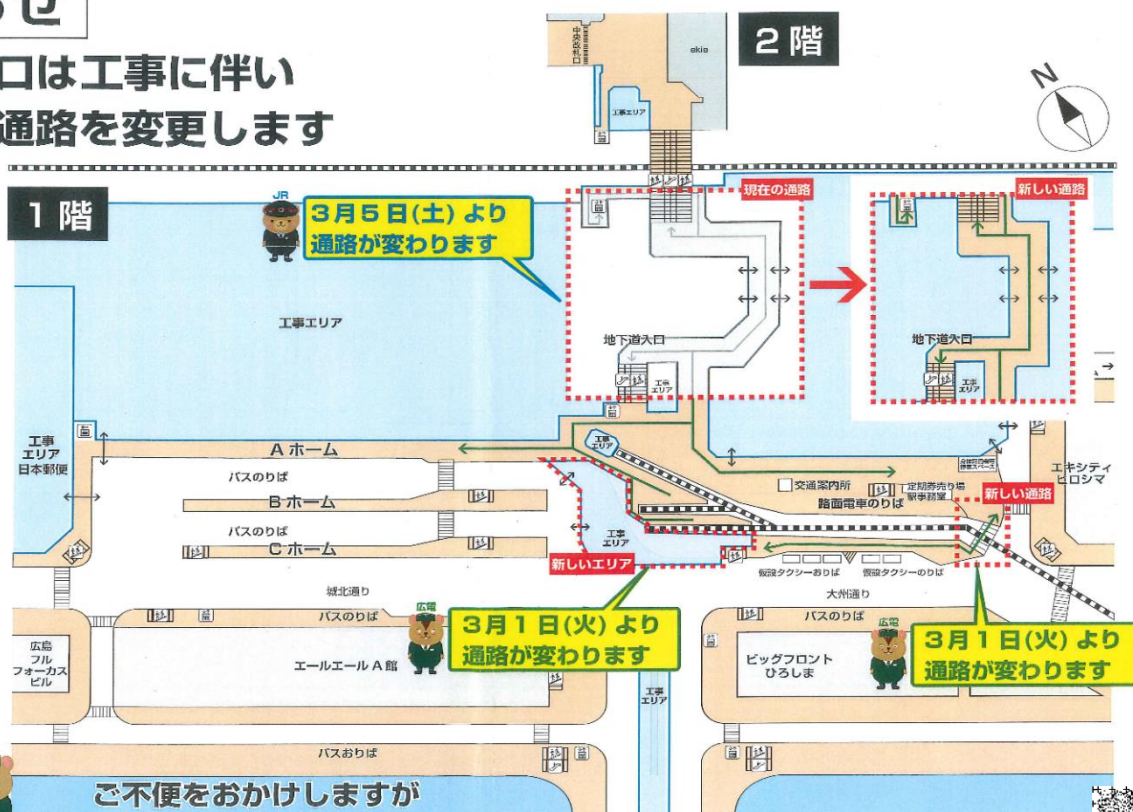 せ
口は工事に伴い
通路を変更します
2階
中央改札口
ekie
工事エリア
N
1階
JR
3月5日(土)より
通路が変わります
現在の通路
新しい通路
工事エリア
地下道入口
工事
エリア
地下道入口
工事
エリア
工事
エリア
日本郵便
Aホーム
バスのりば
Bホーム
バスのりば
Cホーム
工事
エリア
交通案内所
定期券売り場
駅事務室
路面電車のりば
エキシティ
ヒロシマ
新しい通路
工事
エリア
新しいエリア
仮設タクシーおりば
仮設タクシーのりば
城北通り
大州通り
バスのりば
バスのりば
広電
3月1日(火)より
通路が変わります
広電
3月1日(火)より
通路が変わります
広島
フル
フォーカス
ビル
エールエールA館
ビッグフロント
ひろしま
工事
エリア
バスおりば
ご不便をおかけしますが